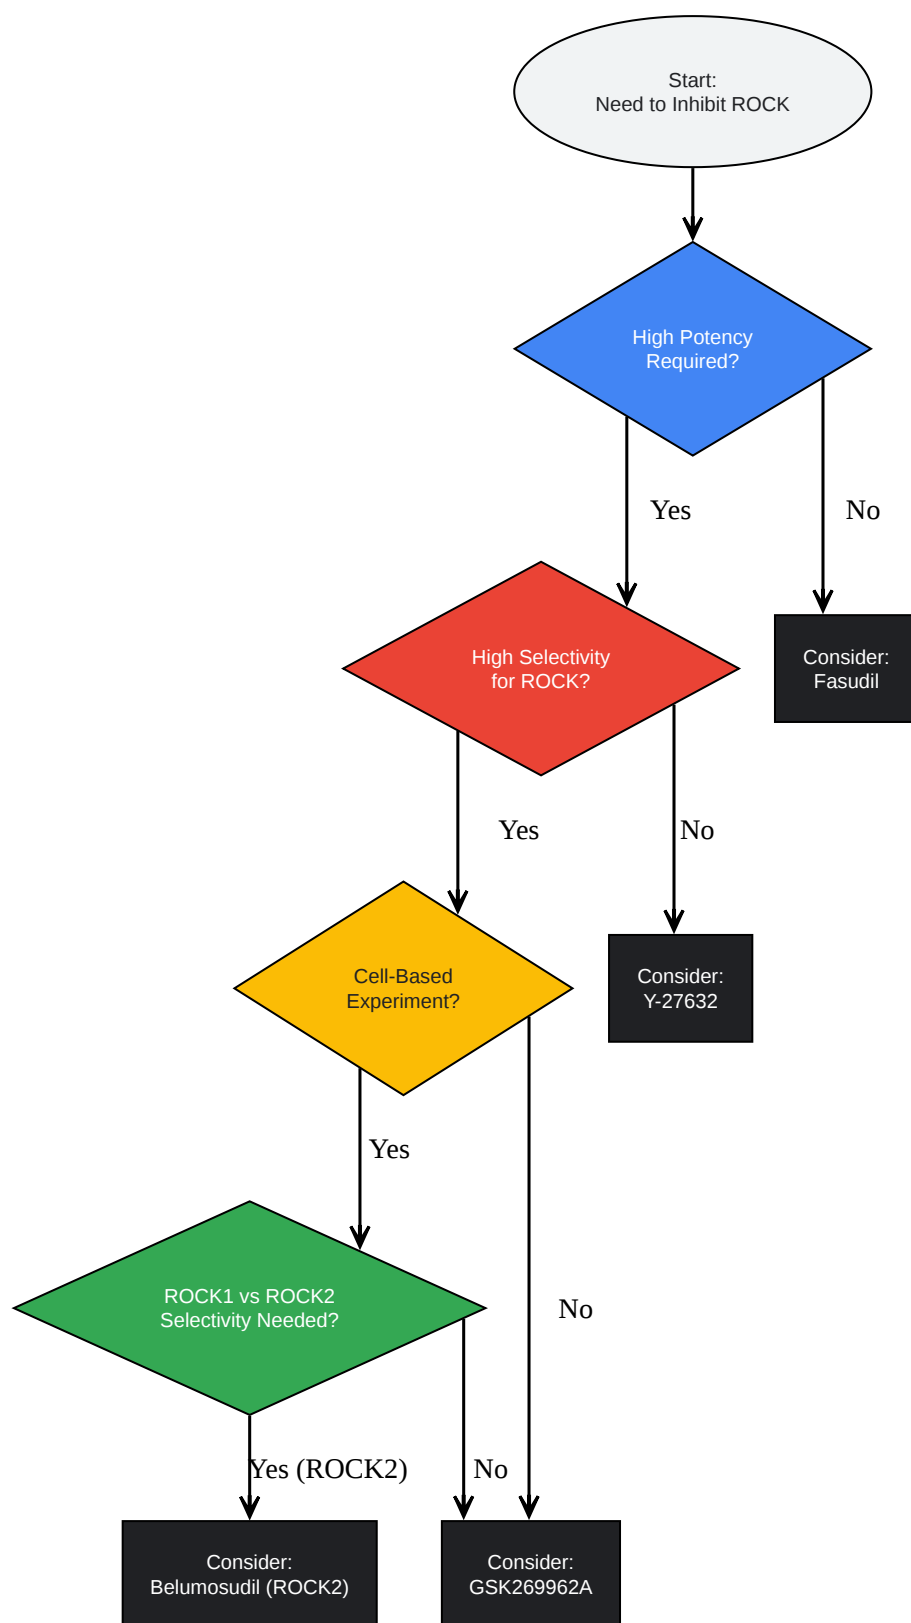 Start:
Need to Inhibit ROCK
High Potency
Required?
Yes
No
High Selectivity
for ROCK?
Consider:
Fasudil
Yes
No
Cell-Based
Experiment?
Consider:
Y-27632
Yes
ROCK1 vs ROCK2
Selectivity Needed?
No
Yes (ROCK2)
No
Consider:
Belumosudil (ROCK2)
Consider:
GSK269962A